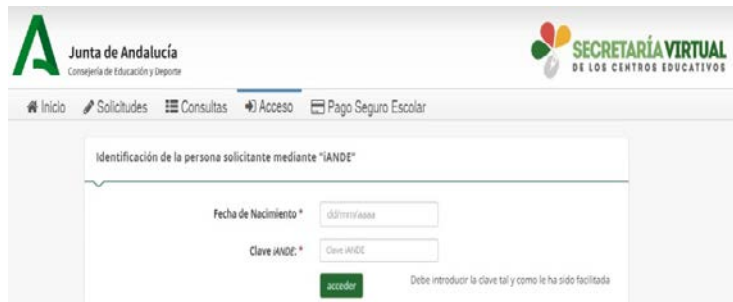 Junta de Andalucía
Consejería de Educación y Deporte
SECRETARÍA VIRTUAL
DE LOS CENTROS EDUCATIVOS
Inicio Solicitudes Consultas Acceso Pago Seguro Escolar
Identificación de la persona solicitante mediante "iANDE"
Fecha de Nacimiento * dd/mm/aaaa
Clave iANDE: * Clave iANDE
acceder Debe introducir la clave tal y como le ha sido facilitada